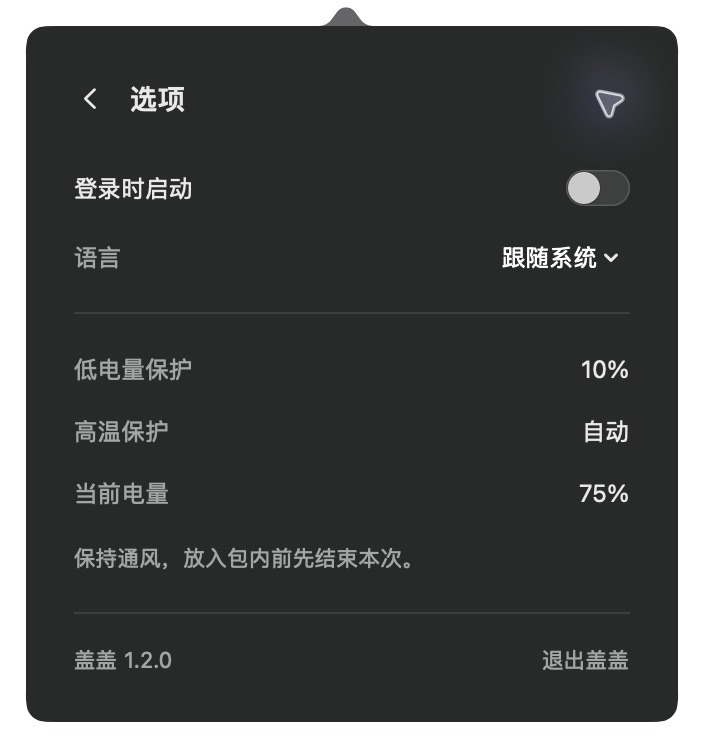 选项
登录时启动
语言 跟随系统
低电量保护 10%
高温保护 自动
当前电量 75%
保持通风，放入包内前先结束本次。
盖盖 1.2.0 退出盖盖